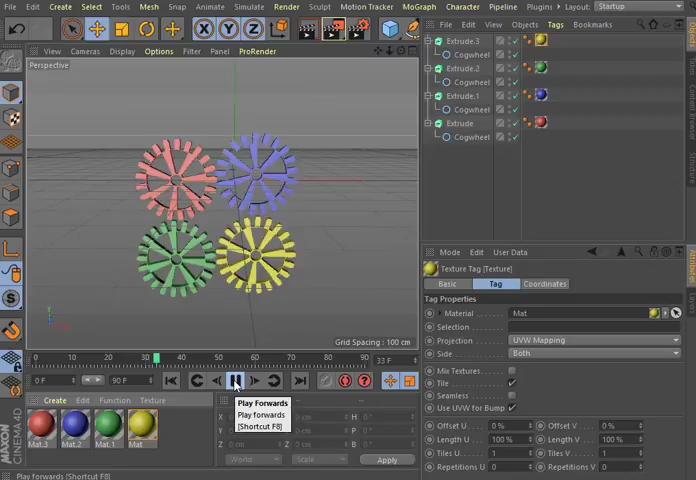 File Create Select Tools Mesh Snap Animate Simulate Render Sculpt Motion Tracker MoGraph Character Pipeline Plugins Layout: Startup
View Cameras Display Options Filter Panel ProRender
Perspective
File Edit View Objects Tags Bookmarks
Extrude.3
Cogwheel
Extrude.2
Cogwheel
Extrude.1
Cogwheel
Extrude
Cogwheel
Objects
Grid Spacing : 100 cm
Mode Edit User Data
Texture Tag [Texture]
Basic Tag Coordinates
Tag Properties
Material Mat
Selection
Projection UVW Mapping
Side Both
Mix Textures
Tile
Seamless
Use UVW for Bump
Offset U 0 % Offset V 0 %
Length U 100 % Length V 100 %
Tiles U 1 Tiles V 1
Repetitions U 0 Repetitions V 0
Attributes
Layers
0 10 20 30 40 50 60 70 80 90
33 F
0 F 90 F
Play Forwards
Play forwards
[Shortcut F8]
Create Edit Function Texture
Mat.3 Mat.2 Mat.1 Mat
World Scale Apply
MAXON
CINEMA 4D
Play forwards [Shortcut F8]